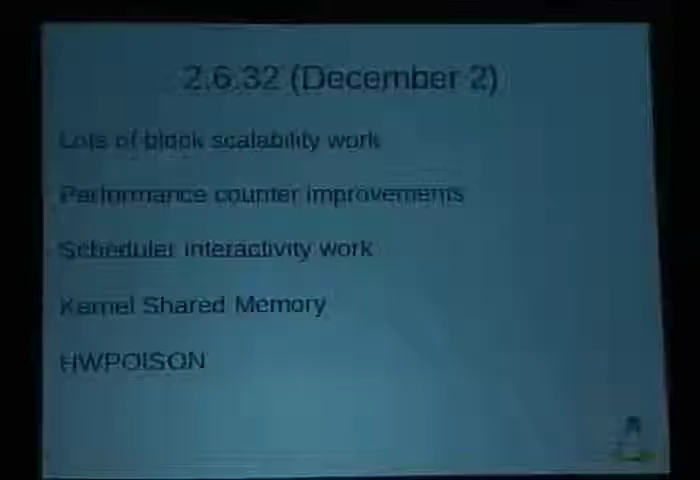 2.6.32 (December 2)
Lots of block scalability work
Performance counter improvements
Scheduler interactivity work
Kernel Shared Memory
HWPOISON